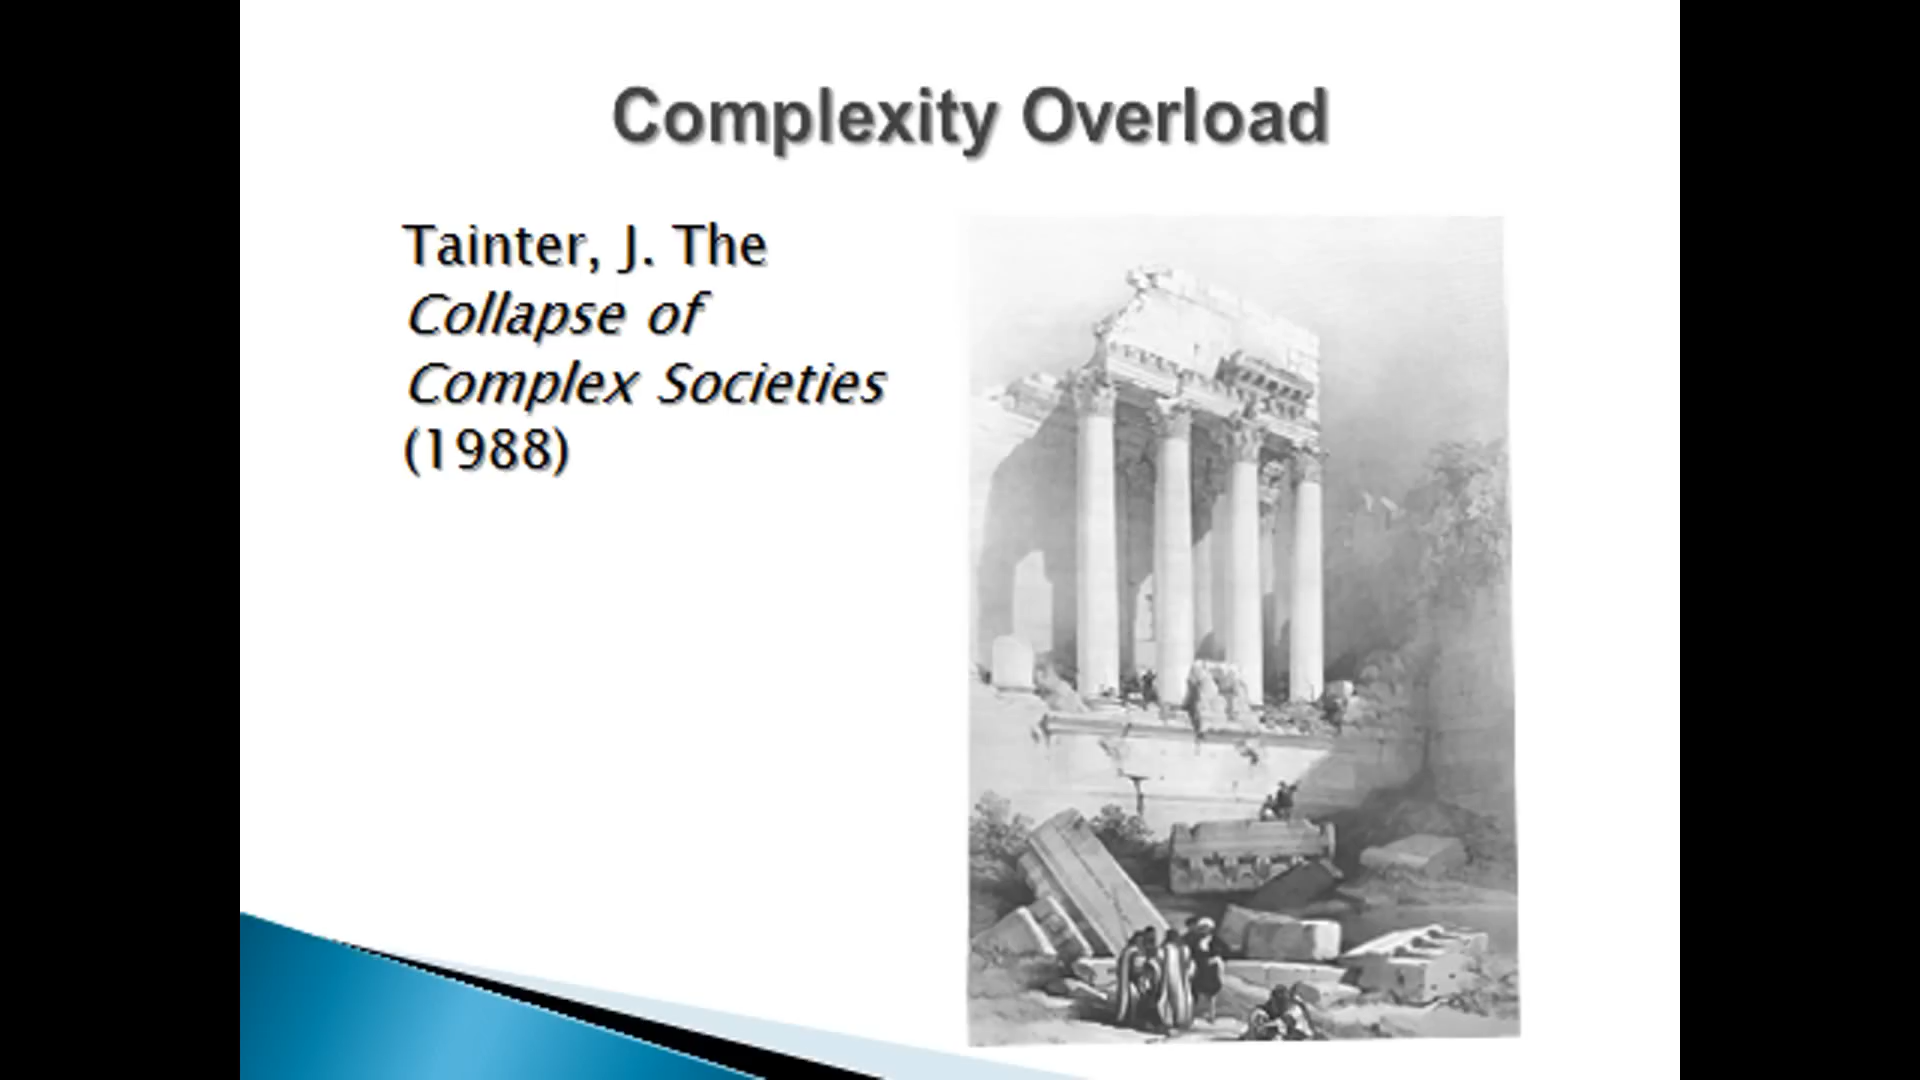 Complexity Overload
Tainter, J. The
Collapse of
Complex Societies
(1988)